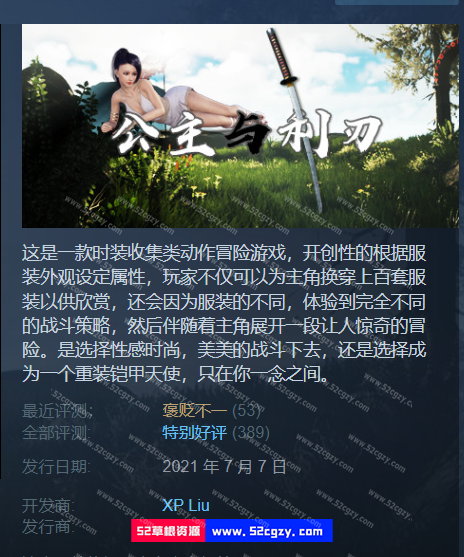 公主与利刃
这是一款时装收集类动作冒险游戏，开创性的根据服
装外观设定属性，玩家不仅可以为主角换穿上百套服
装以供欣赏，还会因为服装的不同，体验到完全不同
的战斗策略，然后伴随着主角展开一段让人惊奇的冒
险。是选择性感时尚，美美的战斗下去，还是选择成
为一个重装铠甲天使，只在你一念之间。
最近评测: 褒贬不一 (53)
全部评测: 特别好评 (389)
发行日期: 2021 年 7 月 7 日
开发商: XP Liu
发行商:
52草根资源 www.52cgzy.com